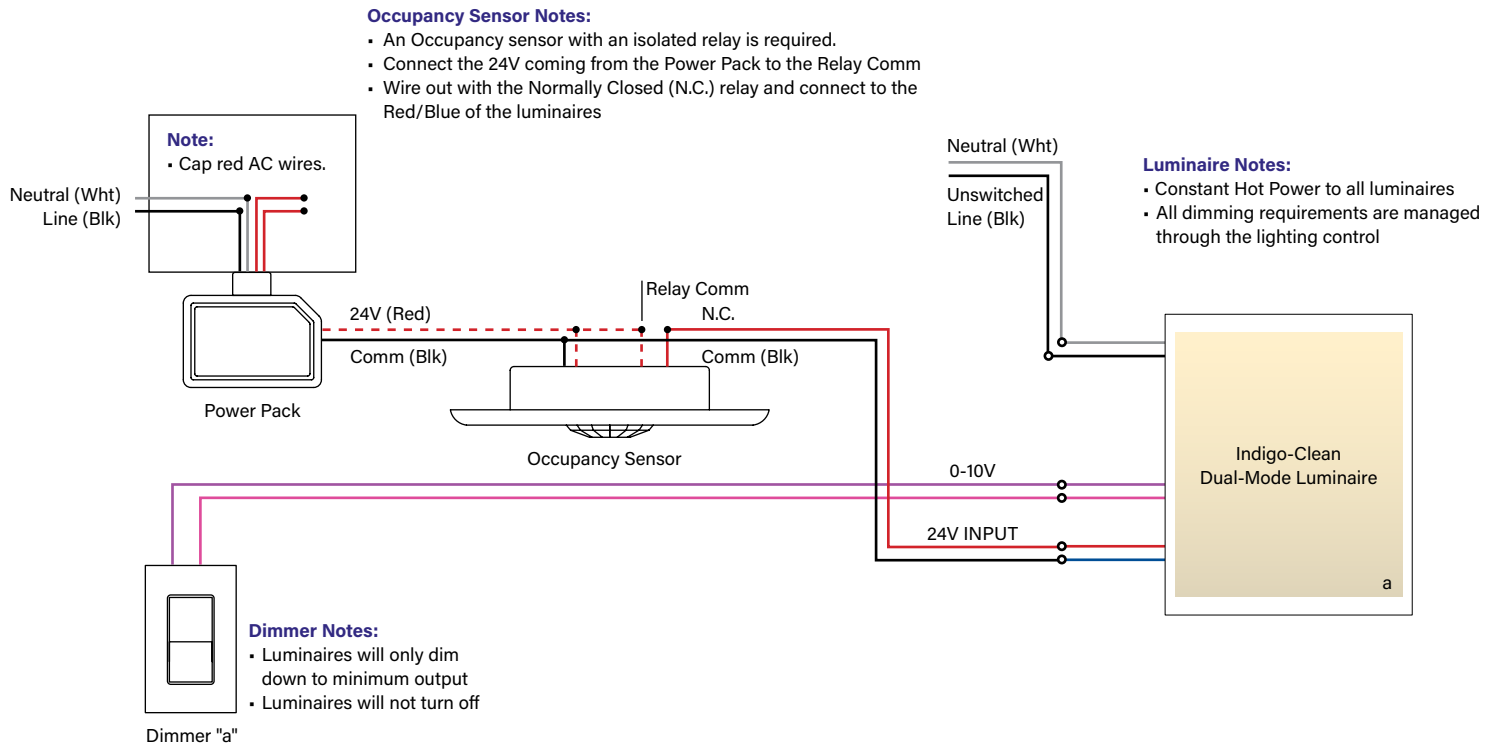 Occupancy Sensor Notes:
▪ An Occupancy sensor with an isolated relay is required.
▪ Connect the 24V coming from the Power Pack to the Relay Comm
▪ Wire out with the Normally Closed (N.C.) relay and connect to the
Red/Blue of the luminaires
Note:
▪ Cap red AC wires.
Neutral (Wht)
Line (Blk)
Neutral (Wht)
Unswitched
Line (Blk)
Luminaire Notes:
▪ Constant Hot Power to all luminaires
▪ All dimming requirements are managed
through the lighting control
24V (Red)
Comm (Blk)
Relay Comm
N.C.
Comm (Blk)
Power Pack
Occupancy Sensor
0-10V
24V INPUT
Indigo-Clean
Dual-Mode Luminaire
a
Dimmer Notes:
▪ Luminaires will only dim
down to minimum output
▪ Luminaires will not turn off
Dimmer "a"